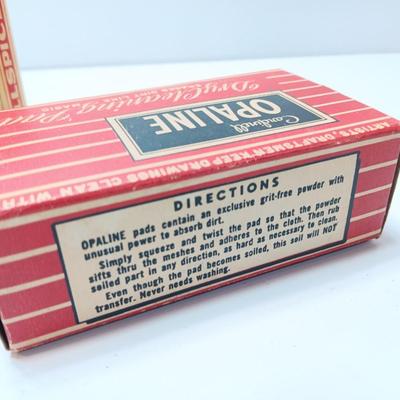 LSPIC
Dry Cleaning Pad
Cardinell
OPALINE
ARTISTS, DRAFTSMEN KEEP DRAWINGS CLEAN WITH
DIRECTIONS
OPALINE pads contain an exclusive grit-free powder with
unusual power to absorb dirt.
Simply squeeze and twist the pad so that the powder
sifts thru the meshes and adheres to the cloth. Then rub
soiled part in any direction, as hard as necessary to clean.
Even though the pad becomes soiled, this soil will NOT
transfer. Never needs washing.